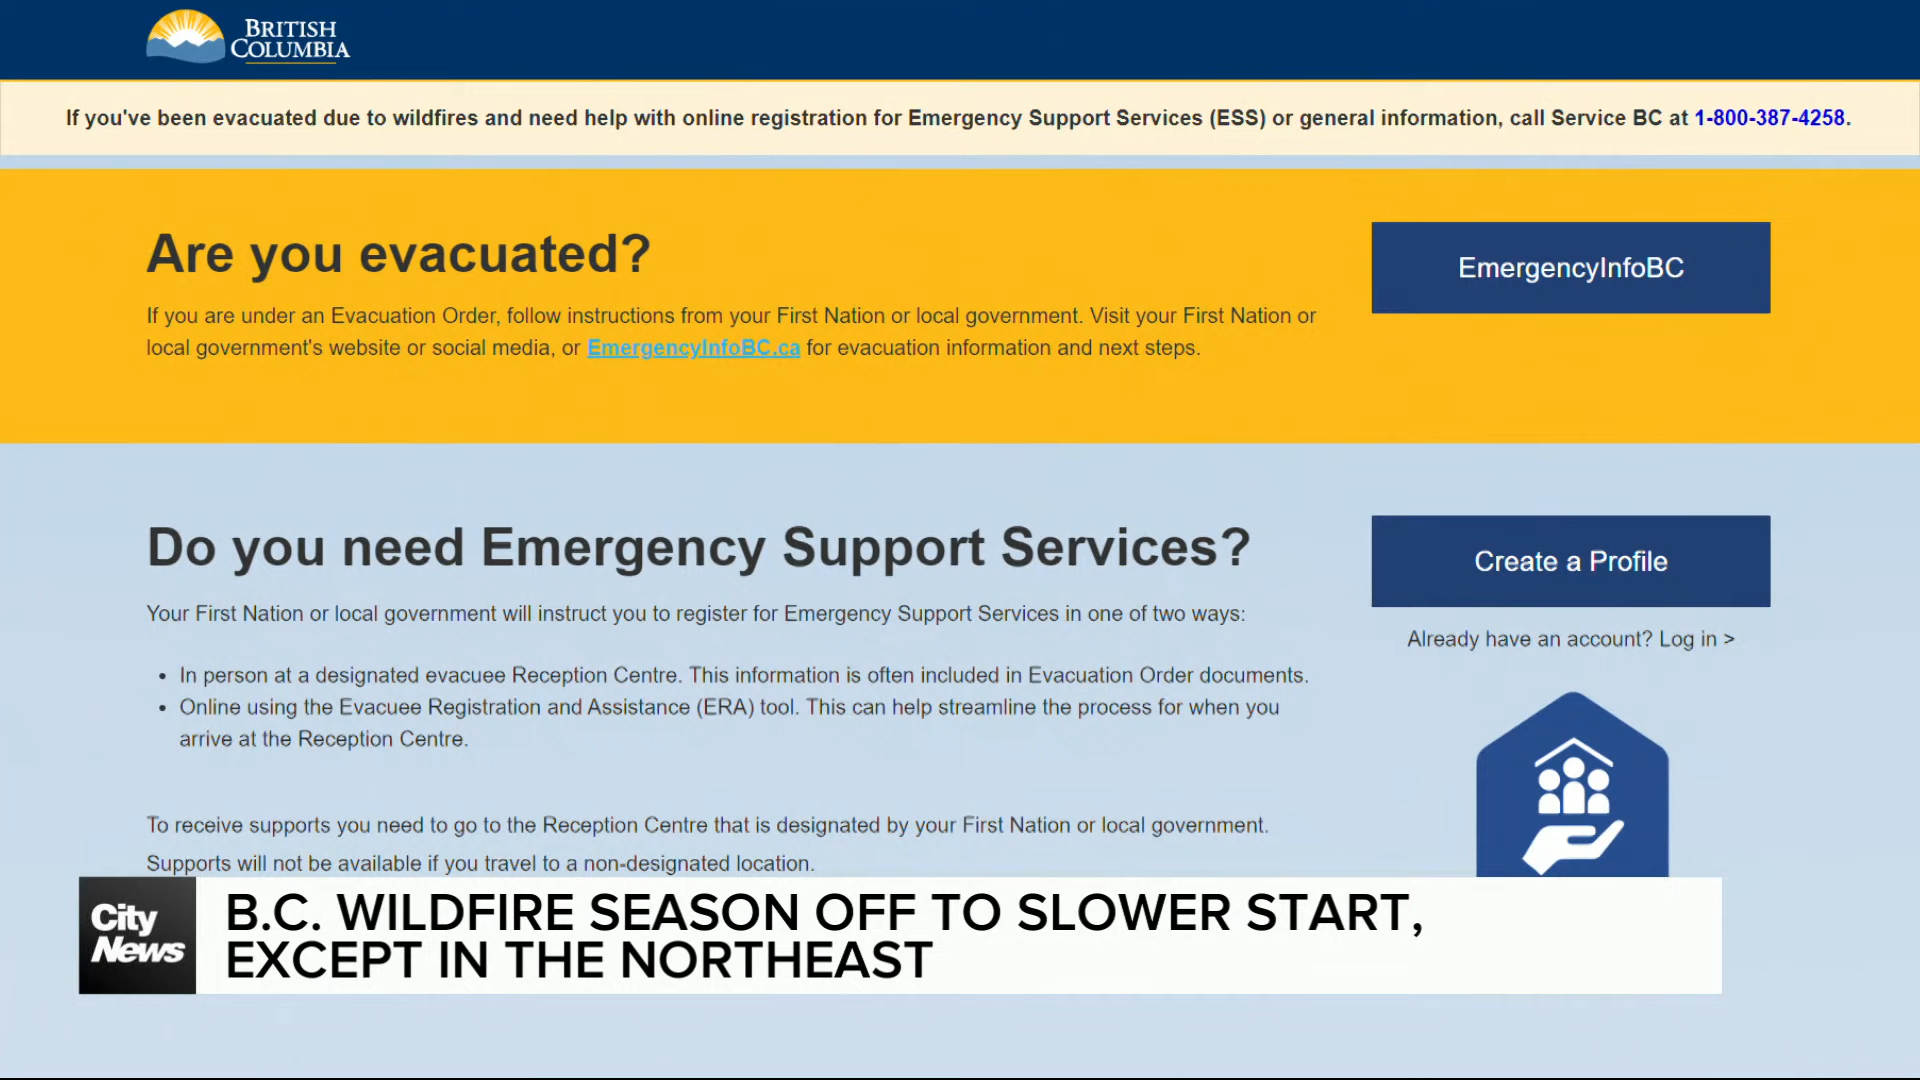 BRITISH
COLUMBIA
If you've been evacuated due to wildfires and need help with online registration for Emergency Support Services (ESS) or general information, call Service BC at 1-800-387-4258.
Are you evacuated?
EmergencyInfoBC
If you are under an Evacuation Order, follow instructions from your First Nation or local government. Visit your First Nation or
local government's website or social media, or EmergencyInfoBC.ca for evacuation information and next steps.
Do you need Emergency Support Services?
Create a Profile
Your First Nation or local government will instruct you to register for Emergency Support Services in one of two ways:
Already have an account? Log in >
• In person at a designated evacuee Reception Centre. This information is often included in Evacuation Order documents.
• Online using the Evacuee Registration and Assistance (ERA) tool. This can help streamline the process for when you
arrive at the Reception Centre.
To receive supports you need to go to the Reception Centre that is designated by your First Nation or local government.
Supports will not be available if you travel to a non-designated location.
City
News
B.C. WILDFIRE SEASON OFF TO SLOWER START,
EXCEPT IN THE NORTHEAST